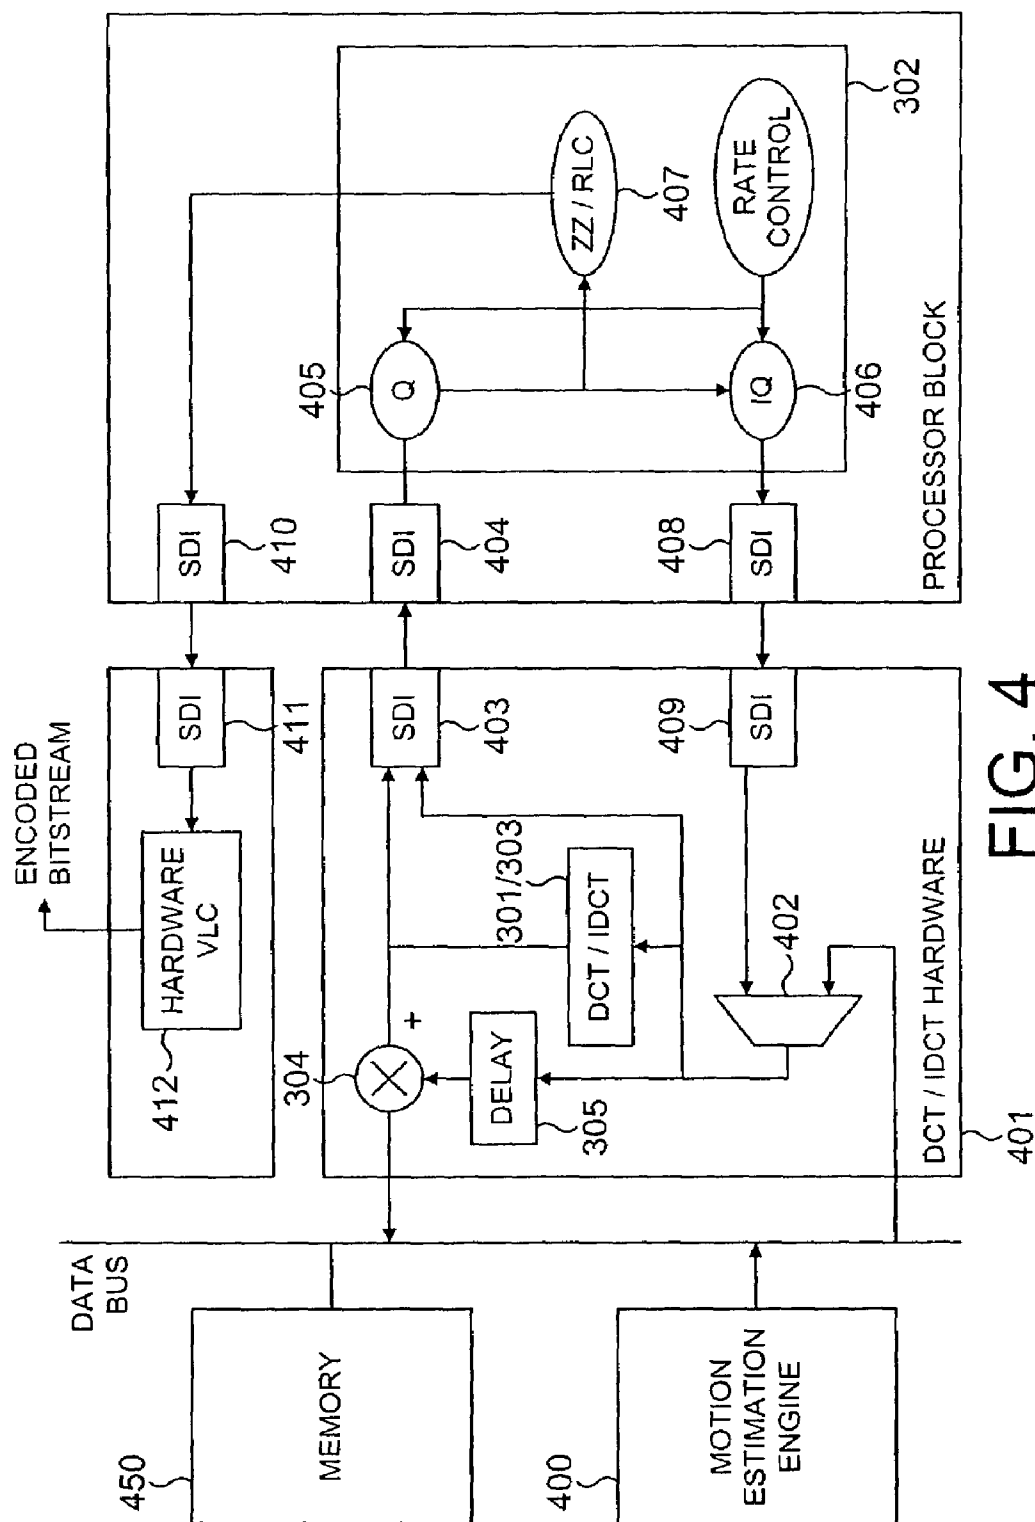 ENCODED
BITSTREAM
HARDWARE
VLC
412
SDI
411
SDI
410
DATA
BUS
MEMORY
450
MOTION
ESTIMATION
ENGINE
400
304
+
DELAY
305
DCT / IDCT
301/303
402
SDI
403
SDI
409
DCT / IDCT HARDWARE
401
SDI
404
SDI
408
Q
405
IQ
406
ZZ / RLC
407
RATE
CONTROL
302
PROCESSOR BLOCK
FIG. 4